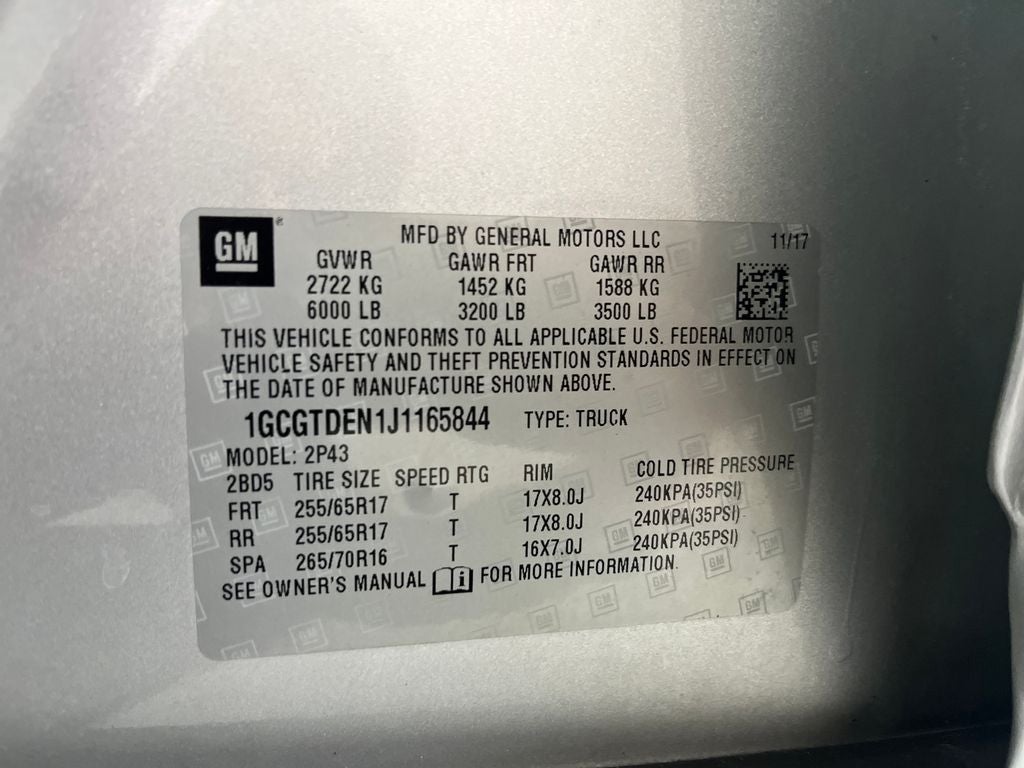 GM ®
MFD BY GENERAL MOTORS LLC 11/17
GVWR GAWR FRT GAWR RR
2722 KG 1452 KG 1588 KG
6000 LB 3200 LB 3500 LB
THIS VEHICLE CONFORMS TO ALL APPLICABLE U.S. FEDERAL MOTOR
VEHICLE SAFETY AND THEFT PREVENTION STANDARDS IN EFFECT ON
THE DATE OF MANUFACTURE SHOWN ABOVE.
1GCGTDEN1J1165844 TYPE: TRUCK
MODEL: 2P43
2BD5 TIRE SIZE SPEED RTG RIM COLD TIRE PRESSURE
FRT 255/65R17 T 17X8.0J 240KPA(35PSI)
RR 255/65R17 T 17X8.0J 240KPA(35PSI)
SPA 265/70R16 T 16X7.0J 240KPA(35PSI)
SEE OWNER'S MANUAL i FOR MORE INFORMATION.